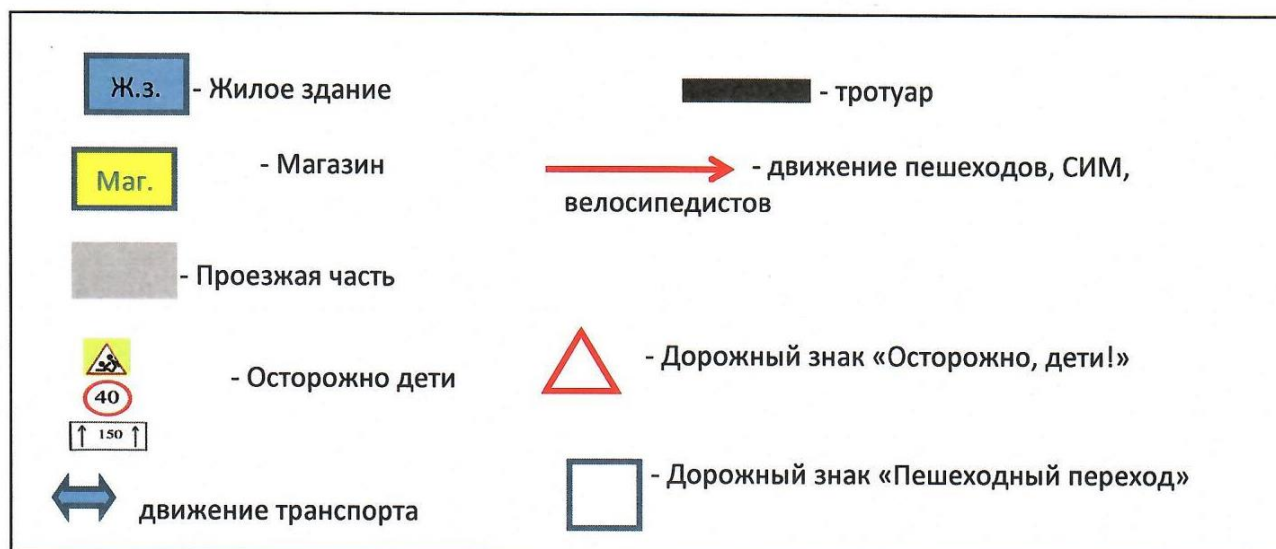 Ж.з. - Жилое здание
- тротуар
Маг. - Магазин
- движение пешеходов, СИМ,
велосипедистов
- Проезжая часть
40
150
- Осторожно дети
- Дорожный знак «Осторожно, дети!»
- Дорожный знак «Пешеходный переход»
движение транспорта